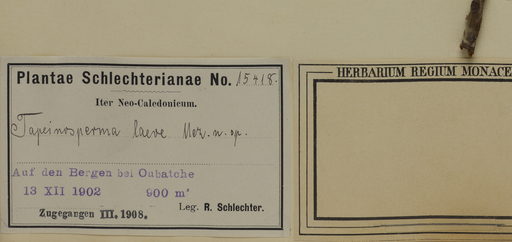 Plantae Schlechterianae No. 15418.
Iter Neo-Caledonicum.
Tapeinosperma laeve Mez. n. sp.
Auf den Bergen bei Oubatche
13 XII 1902 900 m
Leg. R. Schlechter.
Zugegangen III. 1908.
HERBARIUM REGIUM MONACE